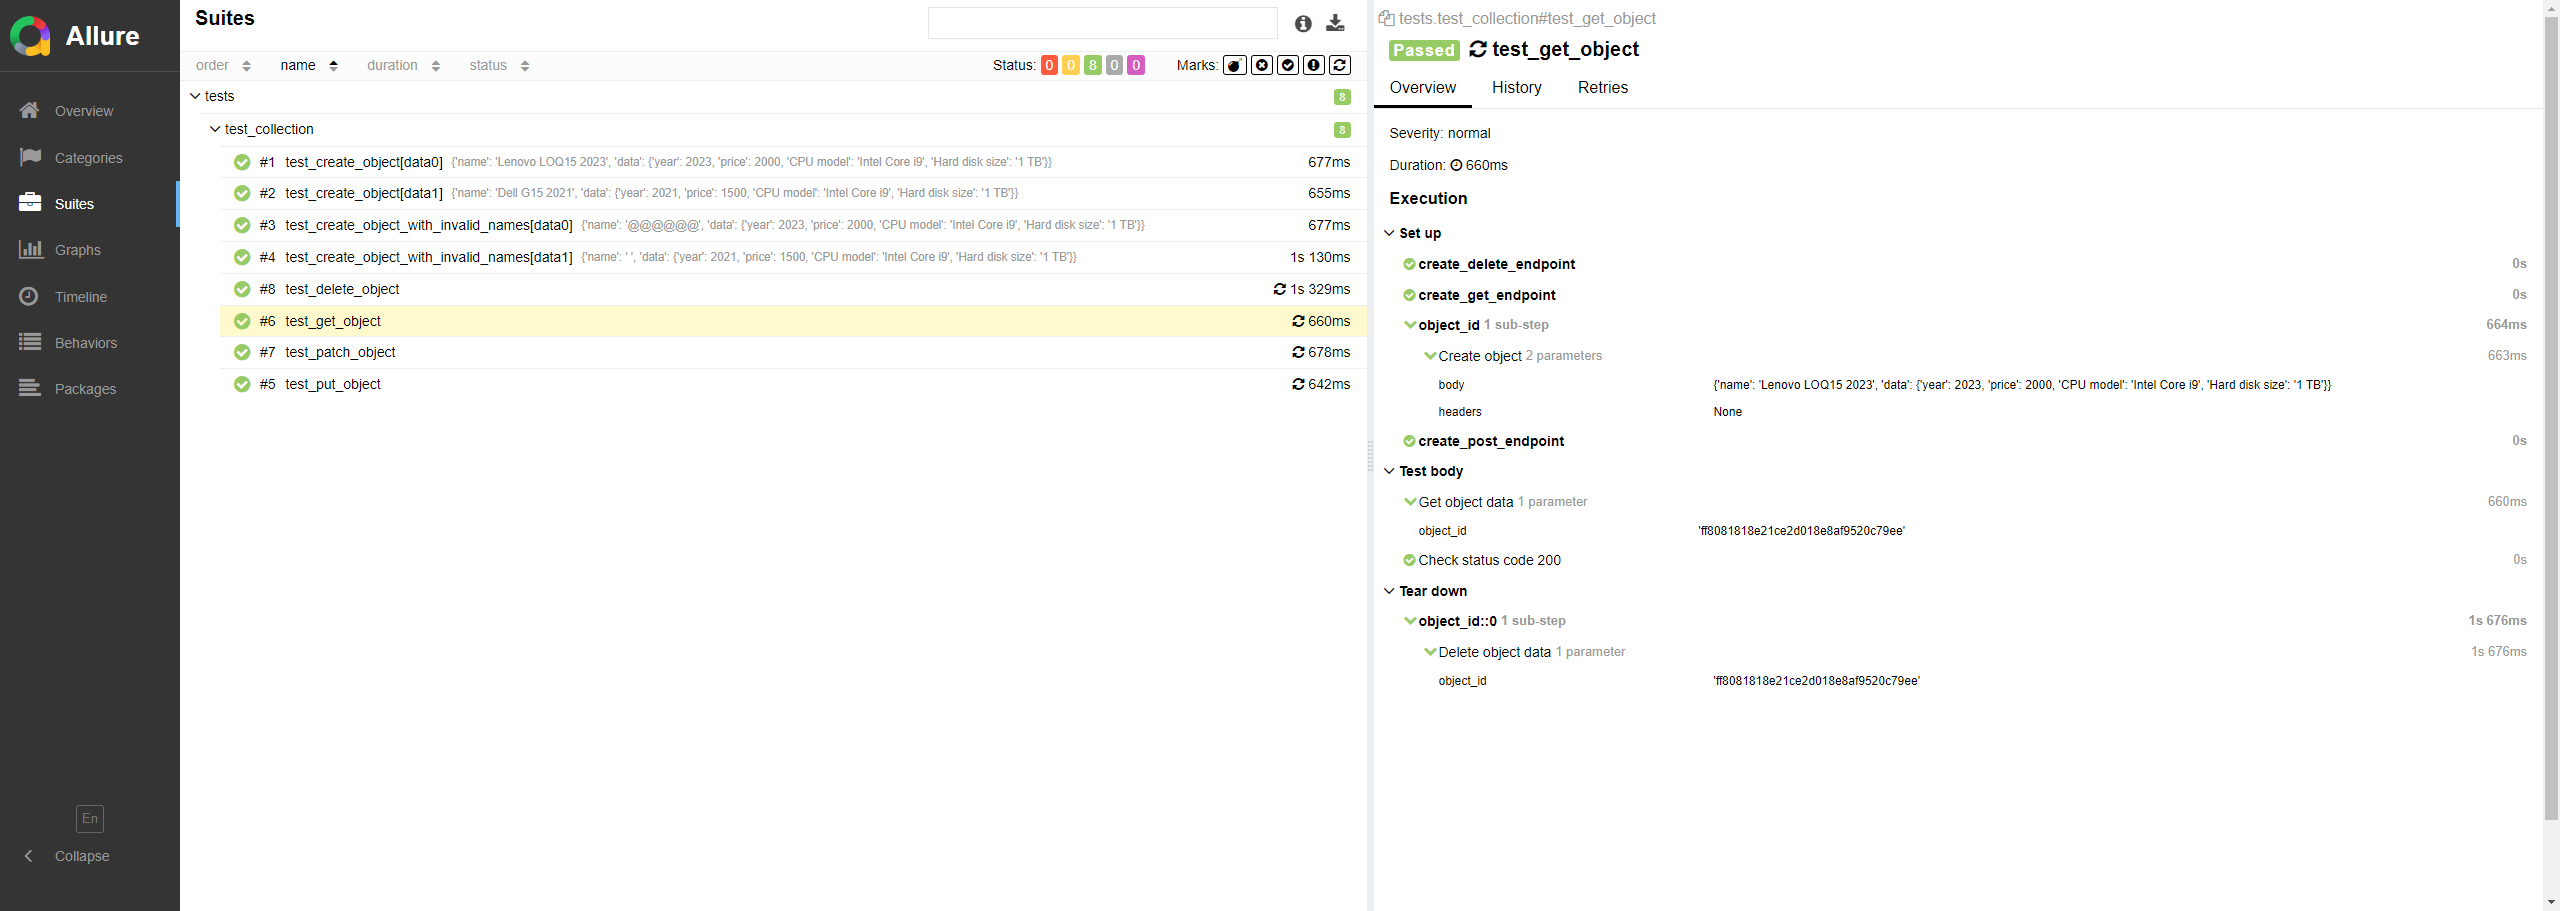 Allure
Overview
Categories
Suites
Graphs
Timeline
Behaviors
Packages
En
Collapse
Suites
order name duration status Status: 0 0 8 0 0 Marks:
tests 8
test_collection 8
#1 test_create_object[data0] {'name': 'Lenovo LOQ15 2023', 'data': {'year': 2023, 'price': 2000, 'CPU model': 'Intel Core i9', 'Hard disk size': '1 TB'}} 677ms
#2 test_create_object[data1] {'name': 'Dell G15 2021', 'data': {'year': 2021, 'price': 1500, 'CPU model': 'Intel Core i9', 'Hard disk size': '1 TB'}} 655ms
#3 test_create_object_with_invalid_names[data0] {'name': '@@@@@@', 'data': {'year': 2023, 'price': 2000, 'CPU model': 'Intel Core i9', 'Hard disk size': '1 TB'}} 677ms
#4 test_create_object_with_invalid_names[data1] {'name': ' ', 'data': {'year': 2021, 'price': 1500, 'CPU model': 'Intel Core i9', 'Hard disk size': '1 TB'}} 1s 130ms
#8 test_delete_object 1s 329ms
#6 test_get_object 660ms
#7 test_patch_object 678ms
#5 test_put_object 642ms
tests.test_collection#test_get_object
Passed test_get_object
Overview History Retries
Severity: normal
Duration: 660ms
Execution
Set up
create_delete_endpoint 0s
create_get_endpoint 0s
object_id 1 sub-step 664ms
Create object 2 parameters 663ms
body {'name': 'Lenovo LOQ15 2023', 'data': {'year': 2023, 'price': 2000, 'CPU model': 'Intel Core i9', 'Hard disk size': '1 TB'}}
headers None
create_post_endpoint 0s
Test body
Get object data 1 parameter 660ms
object_id 'ff8081818e21ce2d018e8af9520c79ee'
Check status code 200 0s
Tear down
object_id::0 1 sub-step 1s 676ms
Delete object data 1 parameter 1s 676ms
object_id 'ff8081818e21ce2d018e8af9520c79ee'